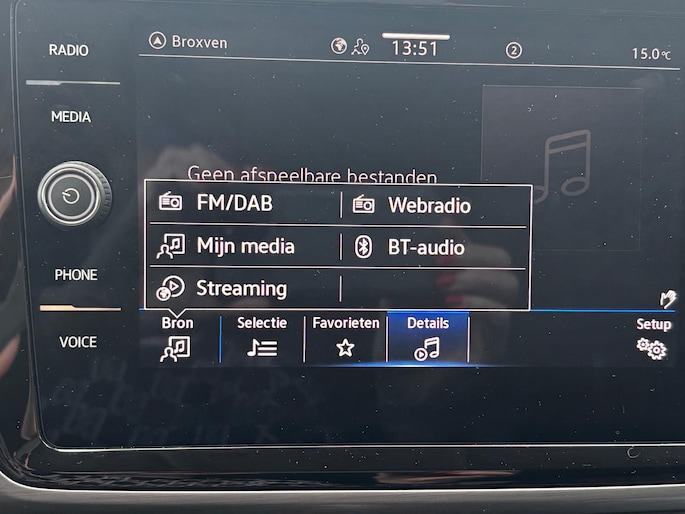 RADIO
MEDIA
PHONE
VOICE
Broxven
13:51
2
15.0°C
Geen afspeelbare bestanden
FM/DAB
Webradio
Mijn media
BT-audio
Streaming
Bron
Selectie
Favorieten
Details
Setup